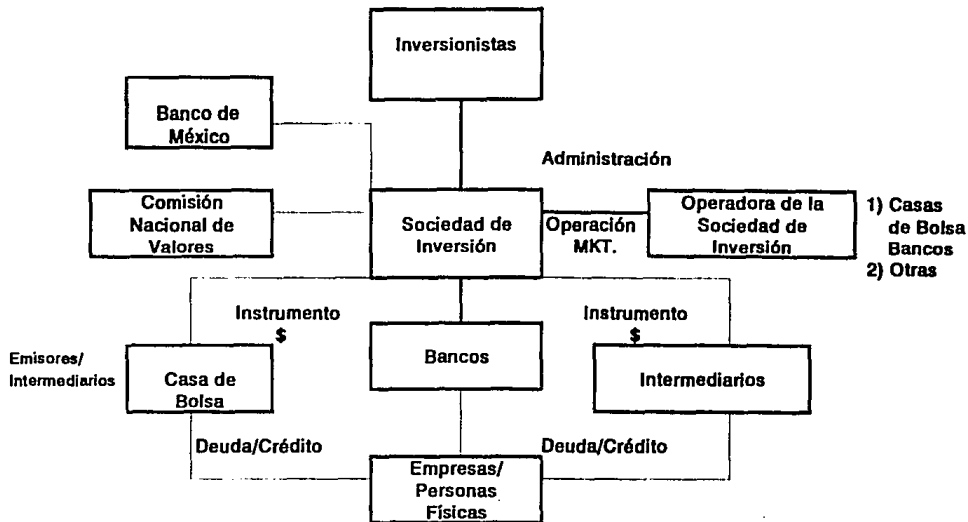 Inversionistas
Banco de
México
Administración
Comisión
Nacional de
Valores
Sociedad de
Inversión
Operación
MKT.
Operadora de la
Sociedad de
Inversión
1) Casas
de Bolsa
Bancos
2) Otras
Instrumento
$
Instrumento
$
Emisores/
Intermediarios
Casa de
Bolsa
Bancos
Intermediarios
Deuda/Crédito
Deuda/Crédito
Empresas/
Personas
Físicas